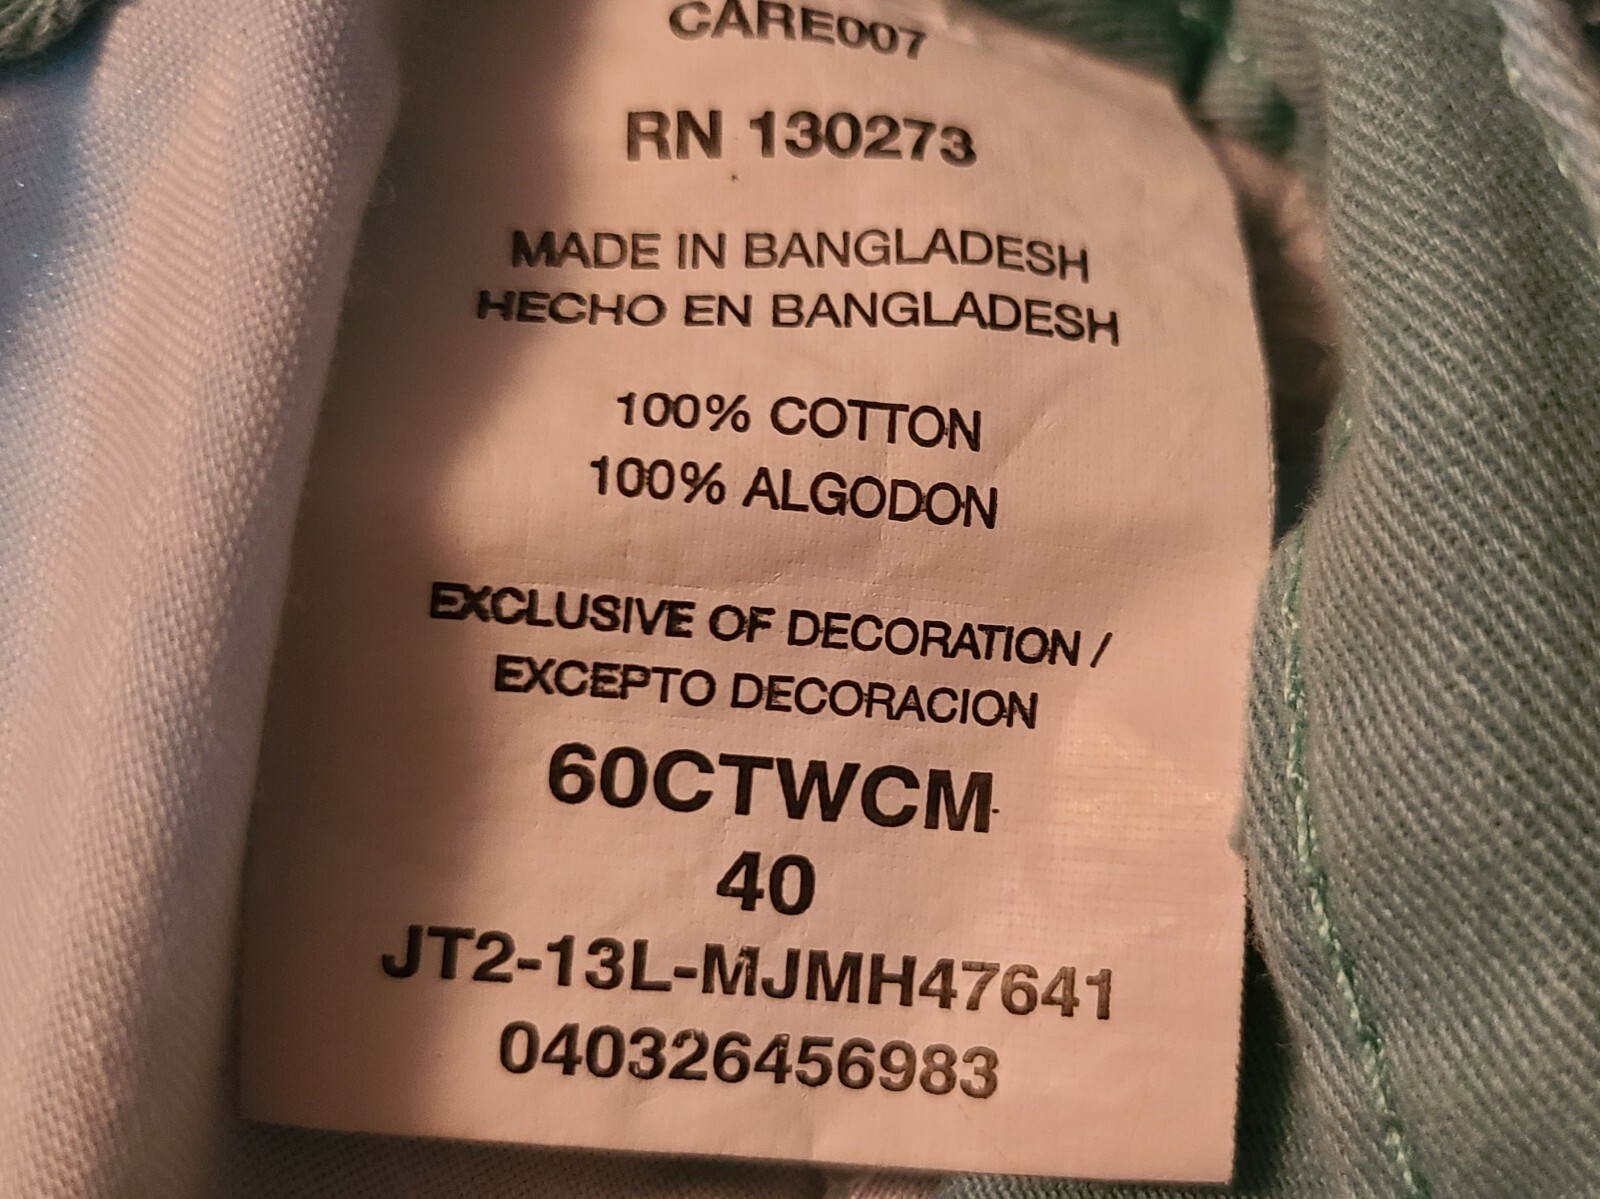 CARE007
RN 130273
MADE IN BANGLADESH
HECHO EN BANGLADESH
100% COTTON
100% ALGODON
EXCLUSIVE OF DECORATION /
EXCEPTO DECORACION
60CTWCM
40
JT2-13L-MJMH47641
040326456983